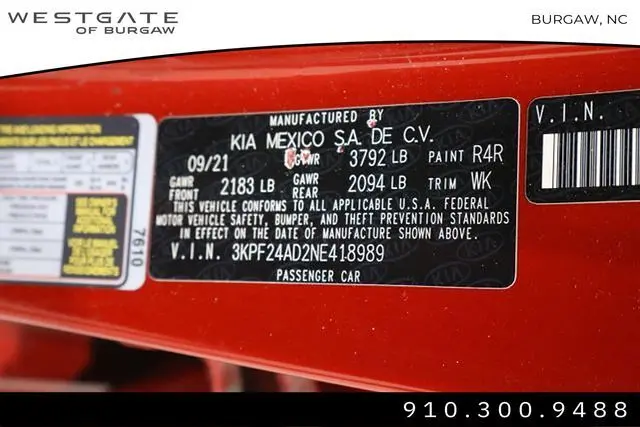 WESTGATE
OF BURGAW
BURGAW, NC
MANUFACTURED BY
KIA MEXICO S.A. DE C.V.
09/21 GVWR 3792 LB PAINT R4R
GAWR FRONT 2183 LB GAWR REAR 2094 LB TRIM WK
THIS VEHICLE CONFORMS TO ALL APPLICABLE U.S.A. FEDERAL
MOTOR VEHICLE SAFETY, BUMPER, AND THEFT PREVENTION STANDARDS
IN EFFECT ON THE DATE OF MANUFACTURE SHOWN ABOVE.
V.I.N. 3KPF24AD2NE418989
PASSENGER CAR
V.I.N.
7610
910.300.9488